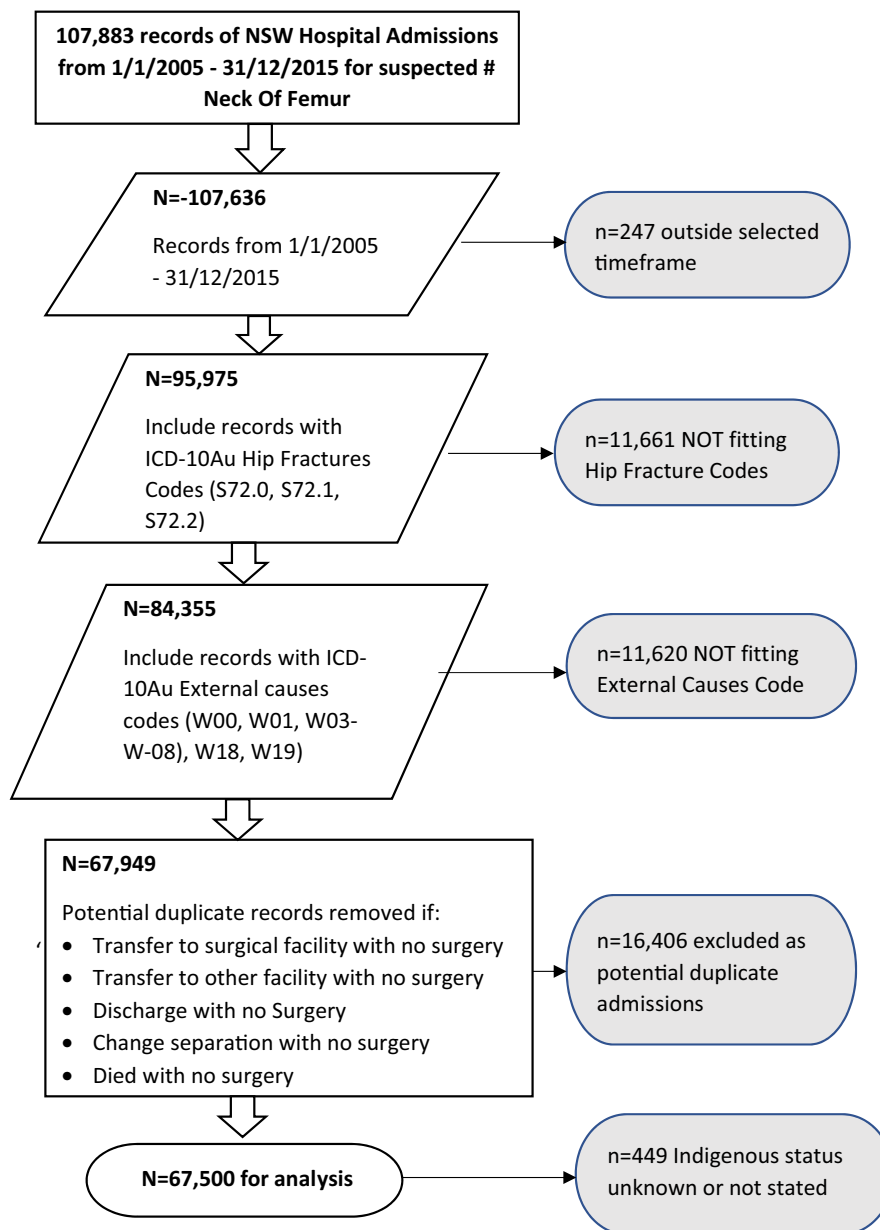 107,883 records of NSW Hospital Admissions
from 1/1/2005 - 31/12/2015 for suspected #
Neck Of Femur
N=-107,636
Records from 1/1/2005
- 31/12/2015
n=247 outside selected
timeframe
N=95,975
Include records with
ICD-10Au Hip Fractures
Codes (S72.0, S72.1,
S72.2)
n=11,661 NOT fitting
Hip Fracture Codes
N=84,355
Include records with ICD-
10Au External causes
codes (W00, W01, W03-
W-08), W18, W19)
n=11,620 NOT fitting
External Causes Code
N=67,949
Potential duplicate records removed if:
• Transfer to surgical facility with no surgery
• Transfer to other facility with no surgery
• Discharge with no Surgery
• Change separation with no surgery
• Died with no surgery
n=16,406 excluded as
potential duplicate
admissions
N=67,500 for analysis
n=449 Indigenous status
unknown or not stated